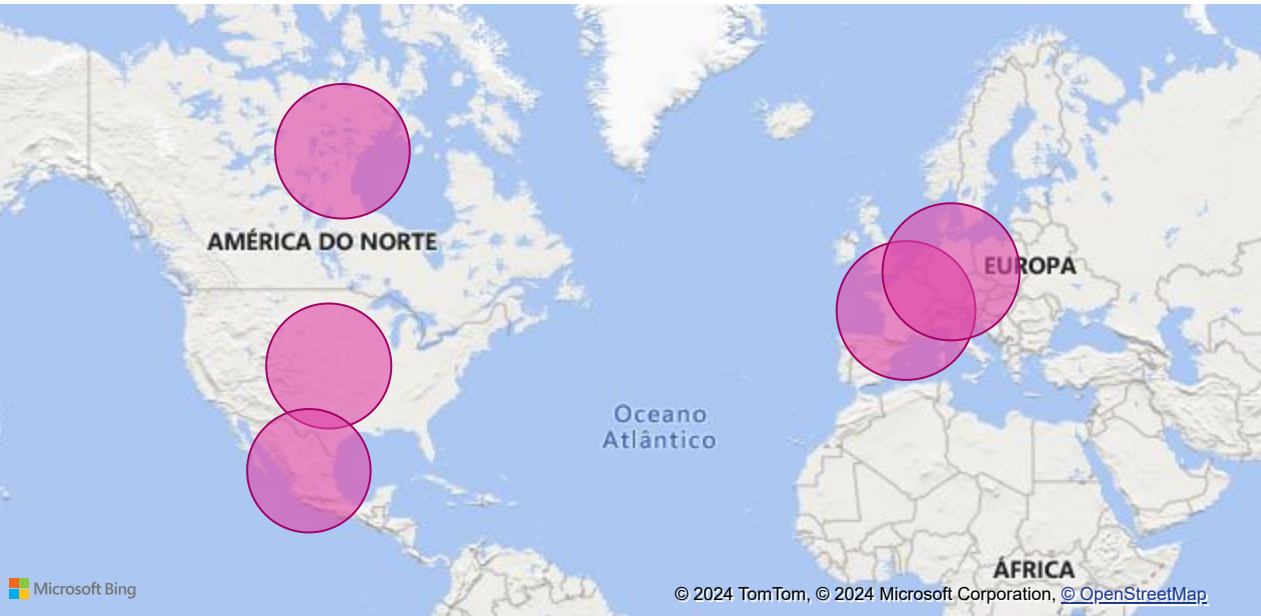 AMÉRICA DO NORTE
EUROPA
Oceano
Atlântico
ÁFRICA
Microsoft Bing
© 2024 TomTom, © 2024 Microsoft Corporation, © OpenStreetMap